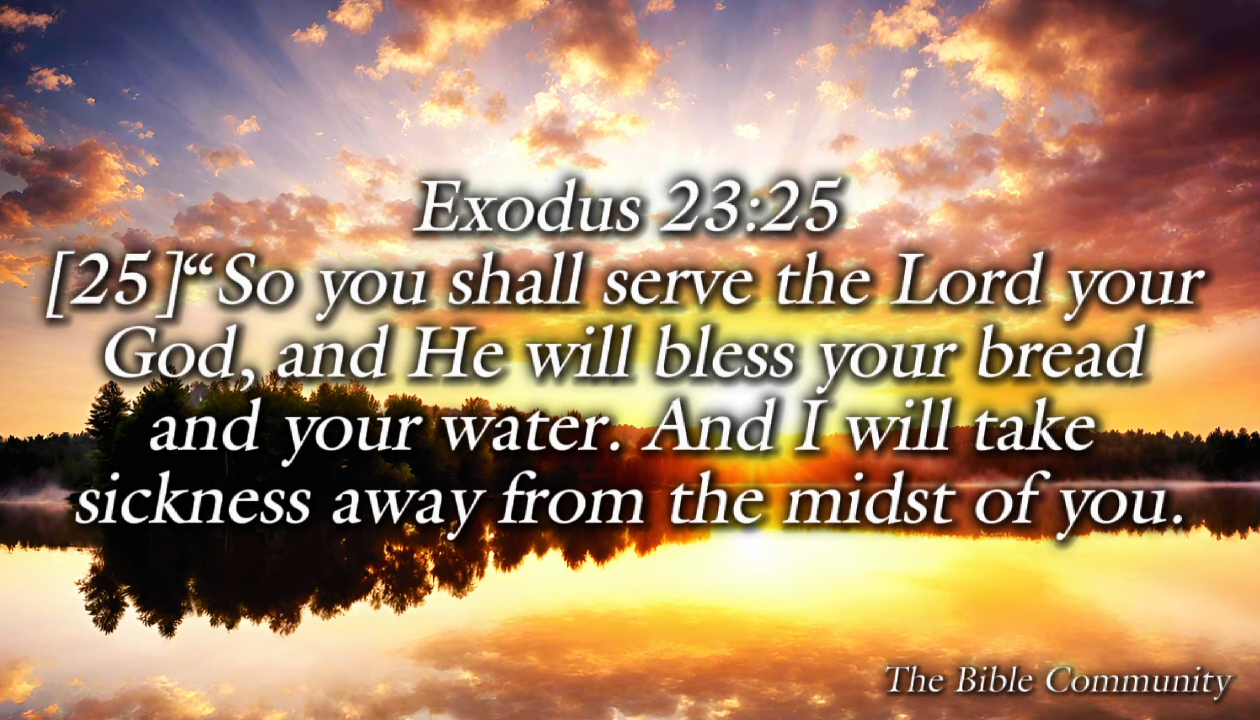 Exodus 23:25
[25]“So you shall serve the Lord your
God, and He will bless your bread
and your water. And I will take
sickness away from the midst of you.
The Bible Community